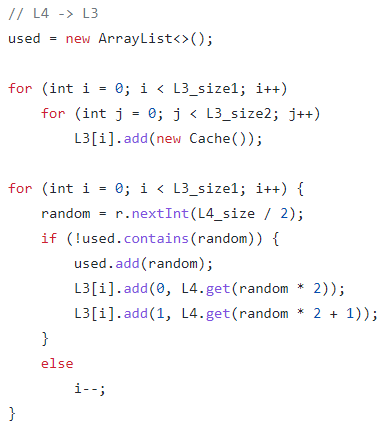 // L4 -> L3
used = new ArrayList<>();

for (int i = 0; i < L3_size1; i++)
    for (int j = 0; j < L3_size2; j++)
        L3[i].add(new Cache());

for (int i = 0; i < L3_size1; i++) {
    random = r.nextInt(L4_size / 2);
    if (!used.contains(random)) {
        used.add(random);
        L3[i].add(0, L4.get(random * 2));
        L3[i].add(1, L4.get(random * 2 + 1));
    }
    else
        i--;
}